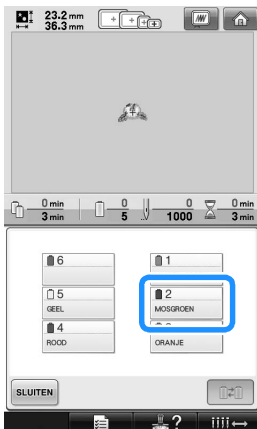 23.2 mm
36.3 mm
0 min
3 min
0
5
0
1000
0 min
3 min
6
1
5
GEEL
2
MOSGROEN
4
ROOD
ORANJE
SLUITEN
?